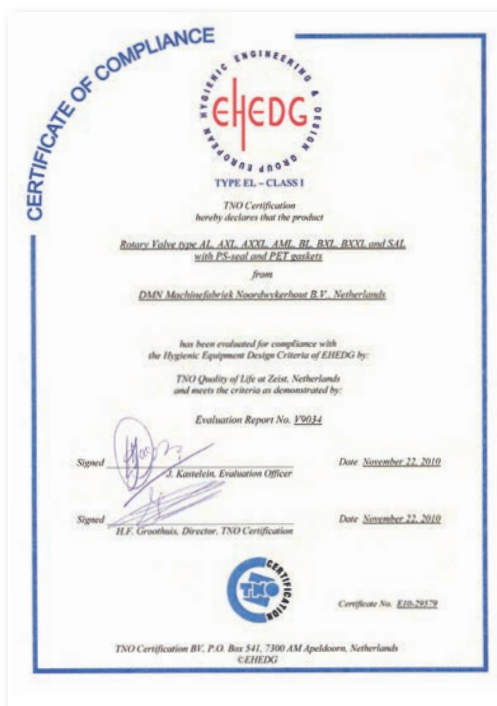 CERTIFICATE OF COMPLIANCE
EUROPEAN HYGIENIC ENGINEERING & DESIGN GROUP
EHEDG
TYPE EL – CLASS I
TNO Certification
hereby declares that the product
Rotary Valve type AL, AXL, AXXL, AML, BL, BXL, BXXL and SAL
with PS-seal and PET gaskets
from
DMN Machinefabriek Noordwykerhout B.V., Netherlands
has been evaluated for compliance with
the Hygienic Equipment Design Criteria of EHEDG by:
TNO Quality of Life at Zeist, Netherlands
and meets the criteria as demonstrated by:
Evaluation Report No. V9034
Signed Date November 22, 2010
J. Kastelein, Evaluation Officer
Signed Date November 22, 2010
H.F. Groothuis, Director, TNO Certification
TNO CERTIFICATION
CERTIFICATION
Certificate No. E10-29579
TNO Certification BV, P.O. Box 541, 7300 AM Apeldoorn, Netherlands
©EHEDG